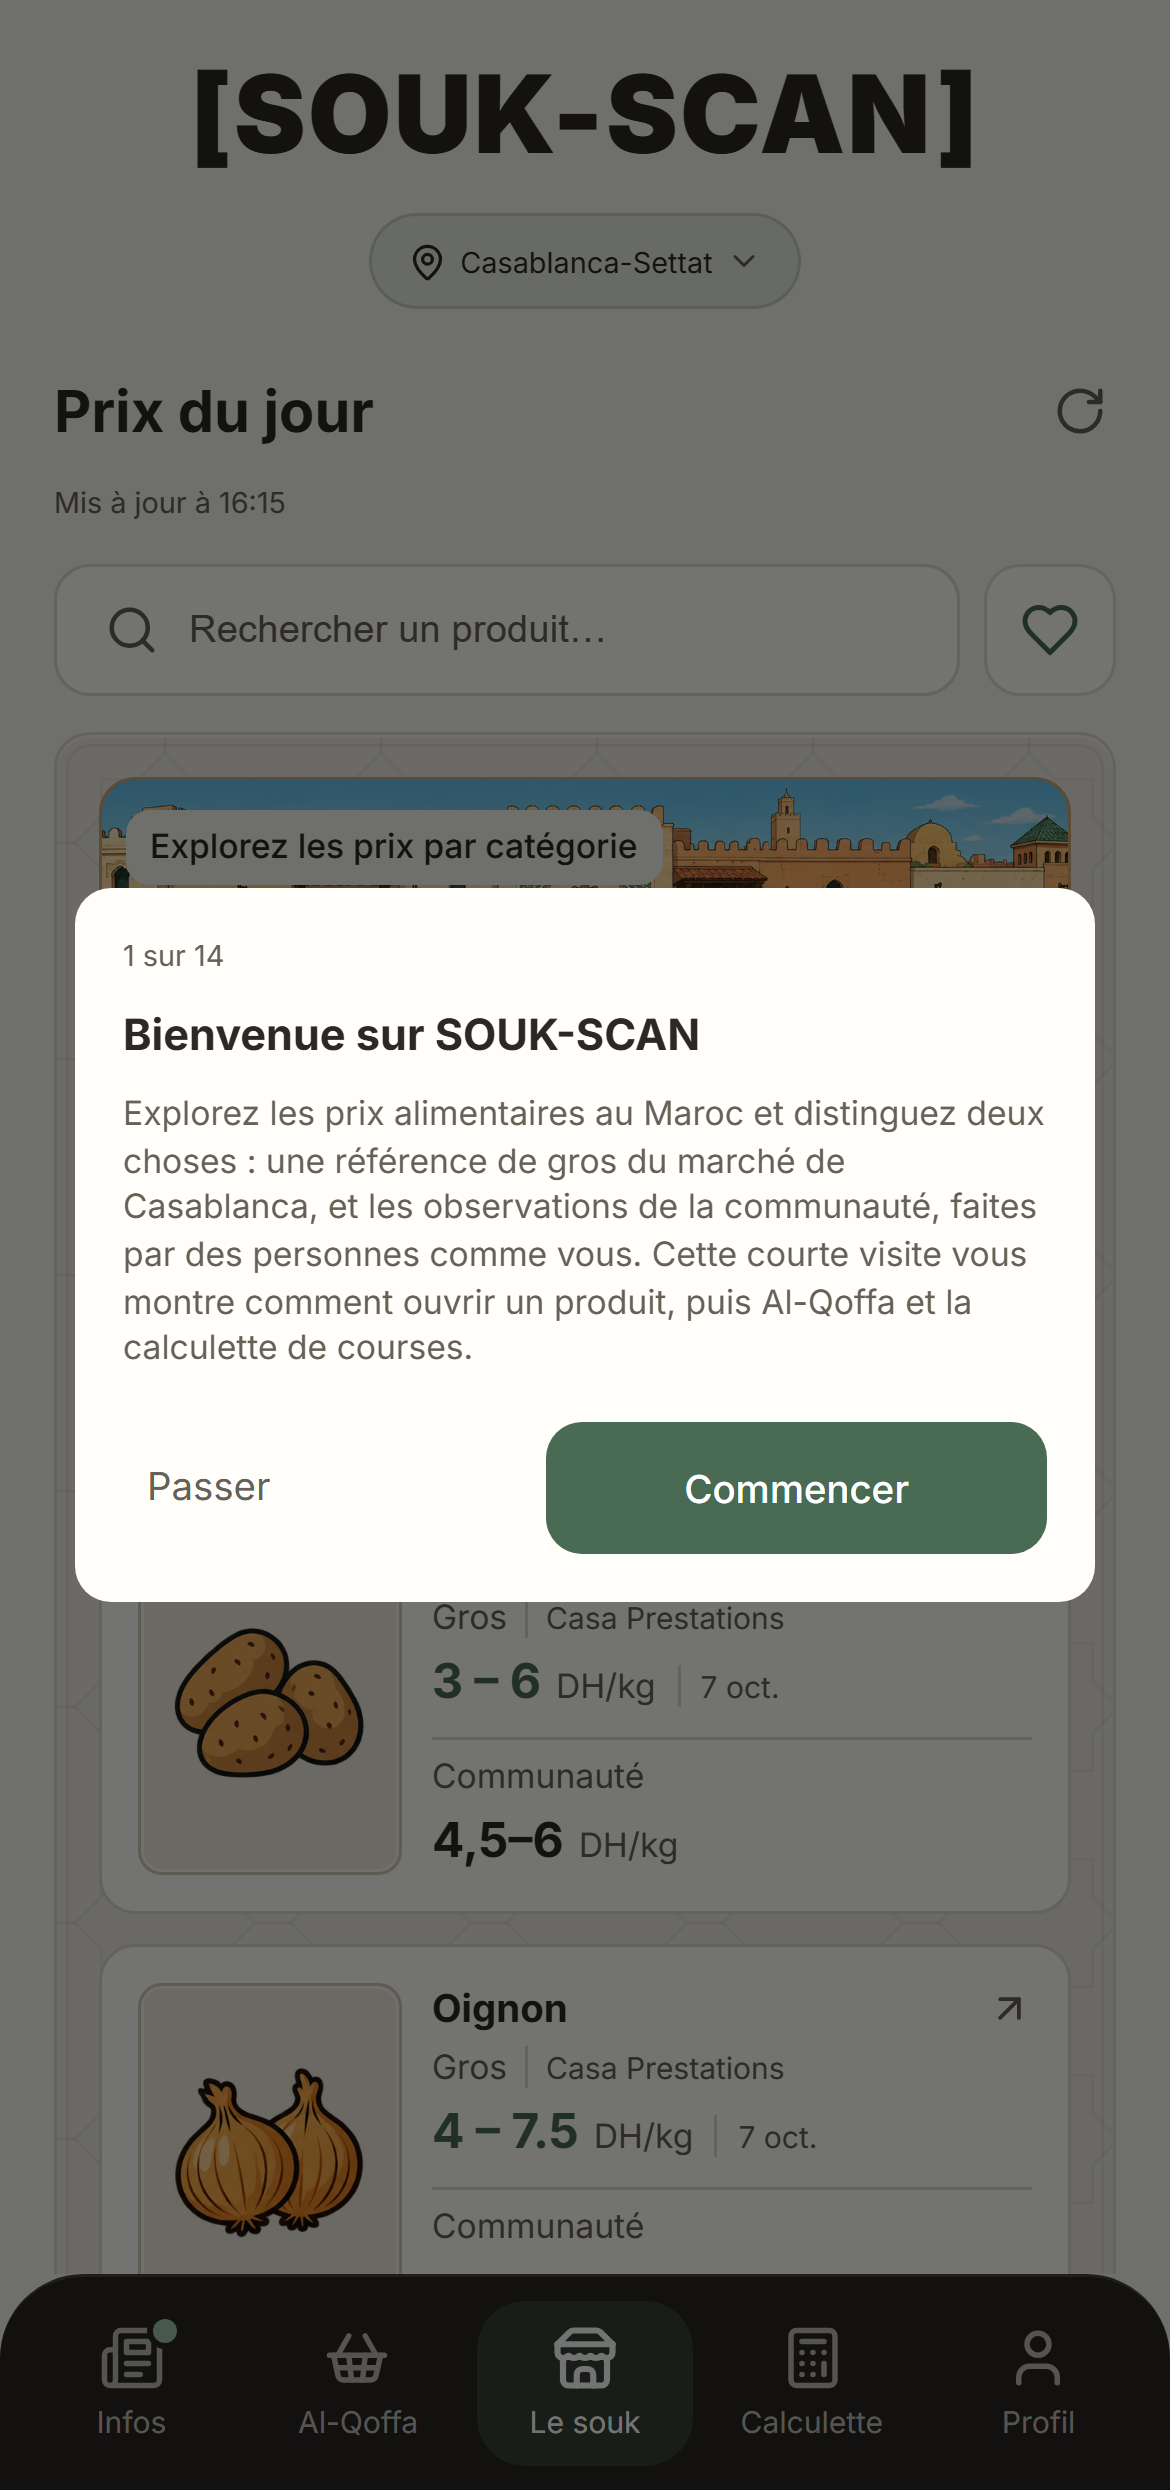 [SOUK-SCAN]
Casablanca-Settat
Prix du jour
Mis à jour à 16:15
Rechercher un produit...
Explorez les prix par catégorie
1 sur 14
Bienvenue sur SOUK-SCAN
Explorez les prix alimentaires au Maroc et distinguez deux
choses : une référence de gros du marché de
Casablanca, et les observations de la communauté, faites
par des personnes comme vous. Cette courte visite vous
montre comment ouvrir un produit, puis Al-Qoffa et la
calculette de courses.
Passer
Commencer
Gros | Casa Prestations
3 – 6 DH/kg | 7 oct.
Communauté
4,5–6 DH/kg
Oignon
Gros | Casa Prestations
4 – 7.5 DH/kg | 7 oct.
Communauté
Infos
Al-Qoffa
Le souk
Calculette
Profil